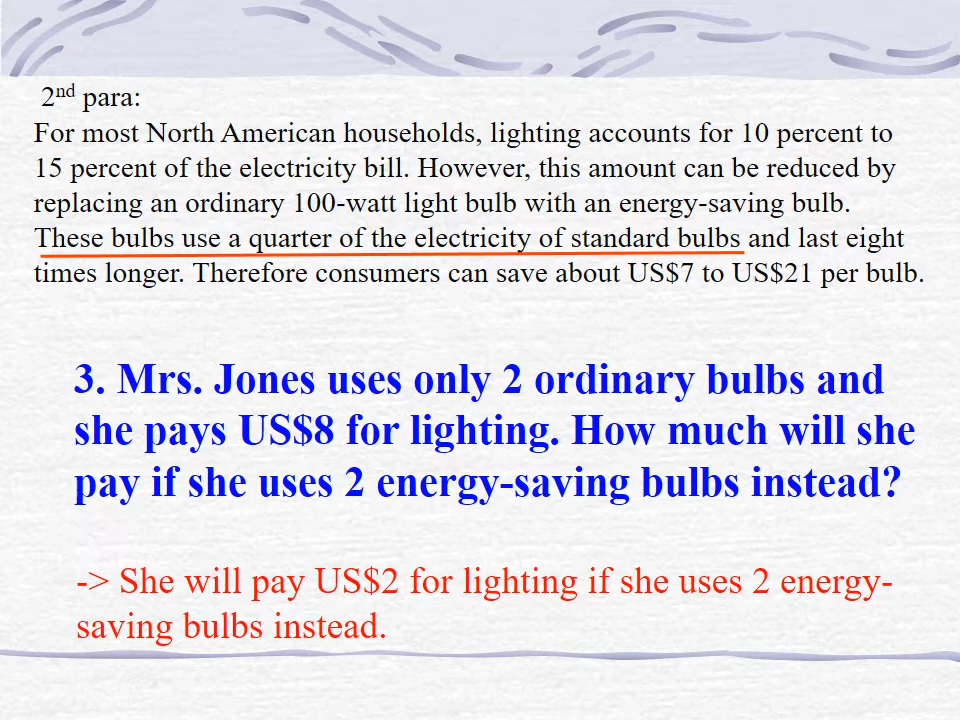 2nd para:
For most North American households, lighting accounts for 10 percent to
15 percent of the electricity bill. However, this amount can be reduced by
replacing an ordinary 100-watt light bulb with an energy-saving bulb.
These bulbs use a quarter of the electricity of standard bulbs and last eight
times longer. Therefore consumers can save about US$7 to US$21 per bulb.
3. Mrs. Jones uses only 2 ordinary bulbs and
she pays US$8 for lighting. How much will she
pay if she uses 2 energy-saving bulbs instead?
-> She will pay US$2 for lighting if she uses 2 energy-
saving bulbs instead.